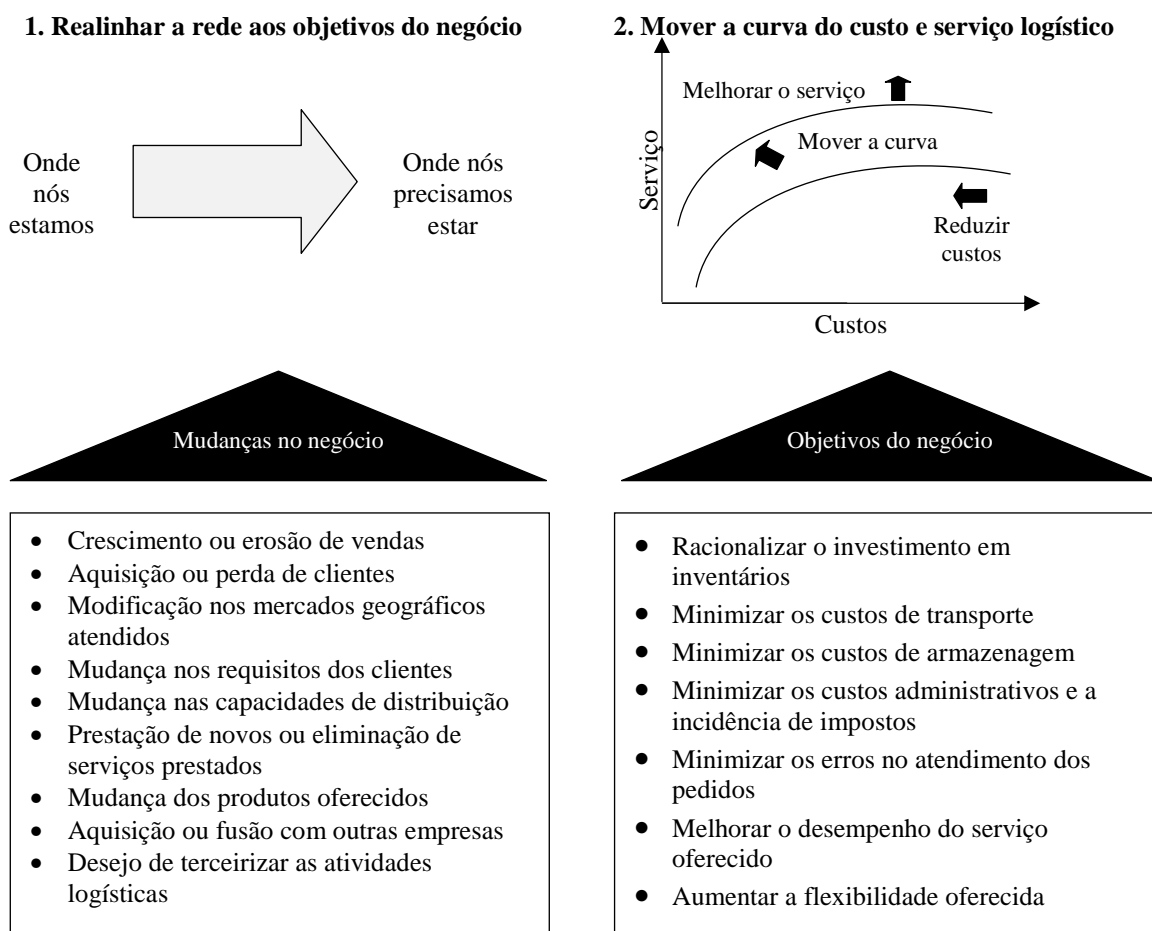 1. Realinhar a rede aos objetivos do negócio
Onde
nós
estamos
Onde nós
precisamos
estar
Mudanças no negócio
• Crescimento ou erosão de vendas
• Aquisição ou perda de clientes
• Modificação nos mercados geográficos
atendidos
• Mudança nos requisitos dos clientes
• Mudança nas capacidades de distribuição
• Prestação de novos ou eliminação de
serviços prestados
• Mudança dos produtos oferecidos
• Aquisição ou fusão com outras empresas
• Desejo de terceirizar as atividades
logísticas
2. Mover a curva do custo e serviço logístico
Melhorar o serviço
Mover a curva
Serviço
Reduzir
custos
Custos
Objetivos do negócio
• Racionalizar o investimento em
inventários
• Minimizar os custos de transporte
• Minimizar os custos de armazenagem
• Minimizar os custos administrativos e a
incidência de impostos
• Minimizar os erros no atendimento dos
pedidos
• Melhorar o desempenho do serviço
oferecido
• Aumentar a flexibilidade oferecida